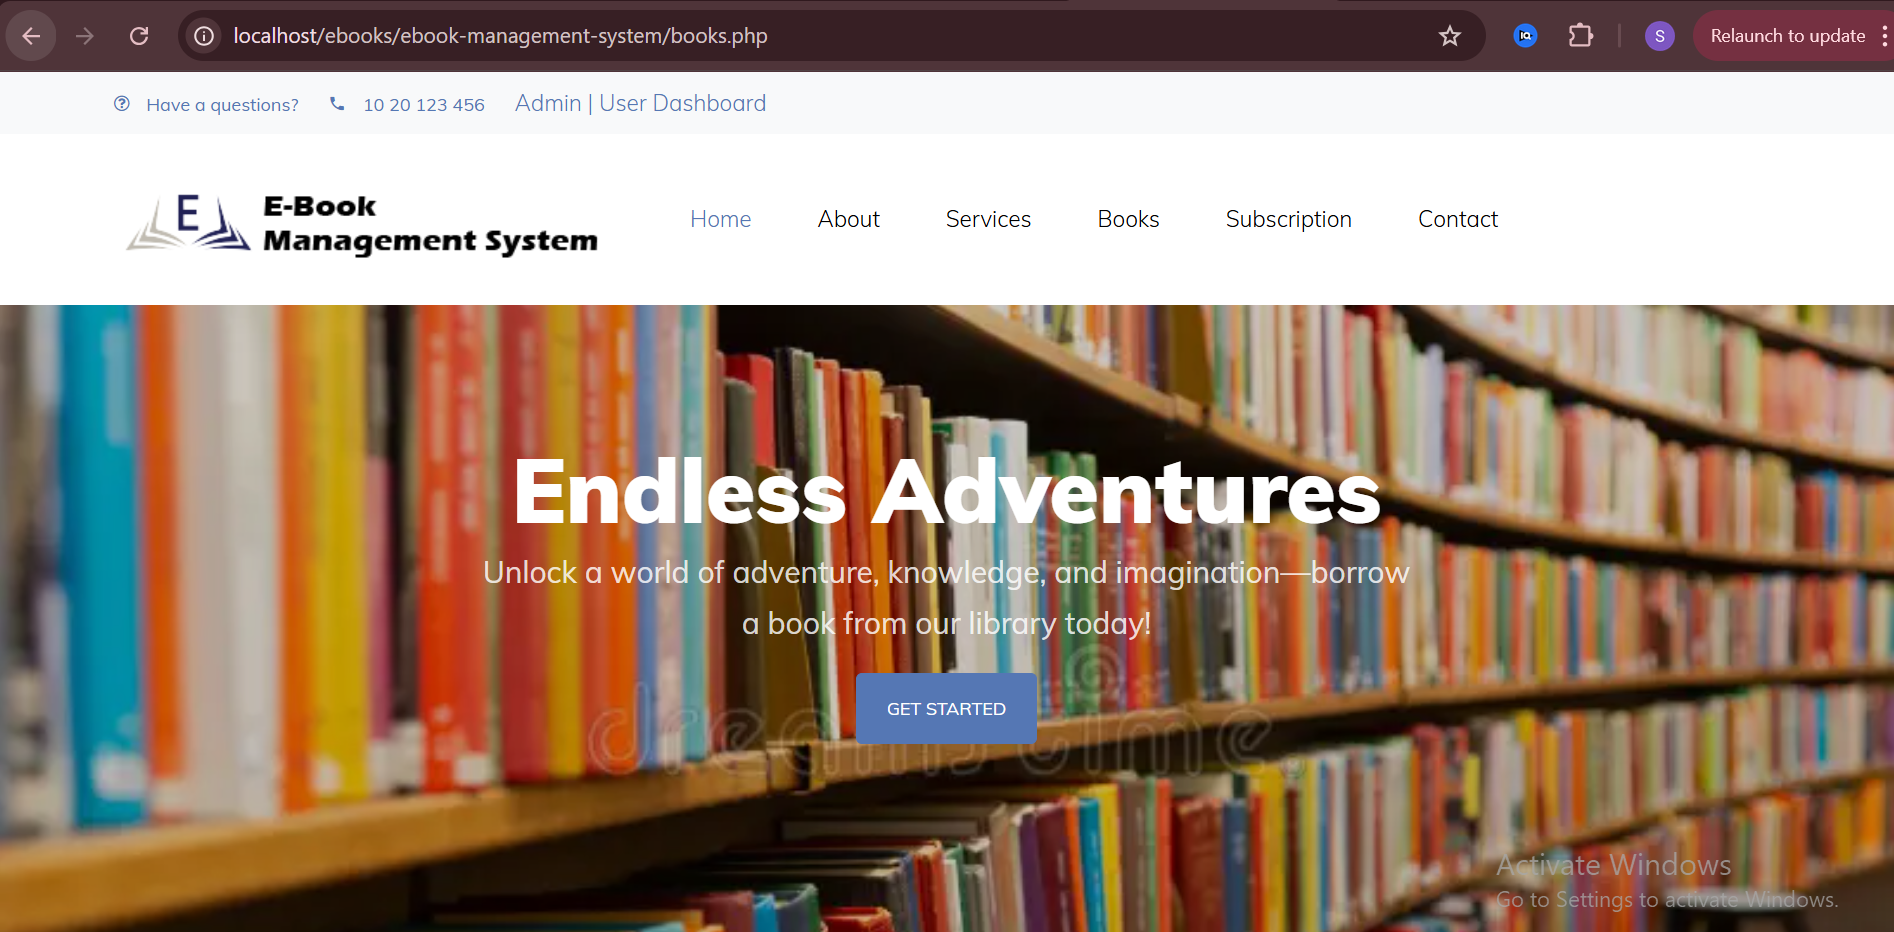 localhost/ebooks/ebook-management-system/books.php
S
Relaunch to update
Have a questions? 10 20 123 456 Admin | User Dashboard
E
E-Book
Management System
Home About Services Books Subscription Contact
Endless Adventures
Unlock a world of adventure, knowledge, and imagination—borrow
a book from our library today!
GET STARTED
dreamstime
Activate Windows
Go to Settings to activate Windows.